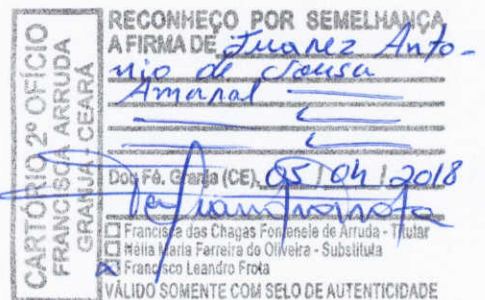 CARTÓRIO 2º OFÍCIO
FRANCISCA ARRUDA
GRANJA - CEARÁ
RECONHEÇO POR SEMELHANÇA
A FIRMA DE Juarez Anto-
nio de Sousa
Amaral
Dou Fé. Granja (CE), 05/04/2018
Francisca das Chagas Fontenele de Arruda - Titular
Hélia Maria Ferreira de Oliveira - Substituta
Francisco Leandro Frota
VÁLIDO SOMENTE COM SELO DE AUTENTICIDADE